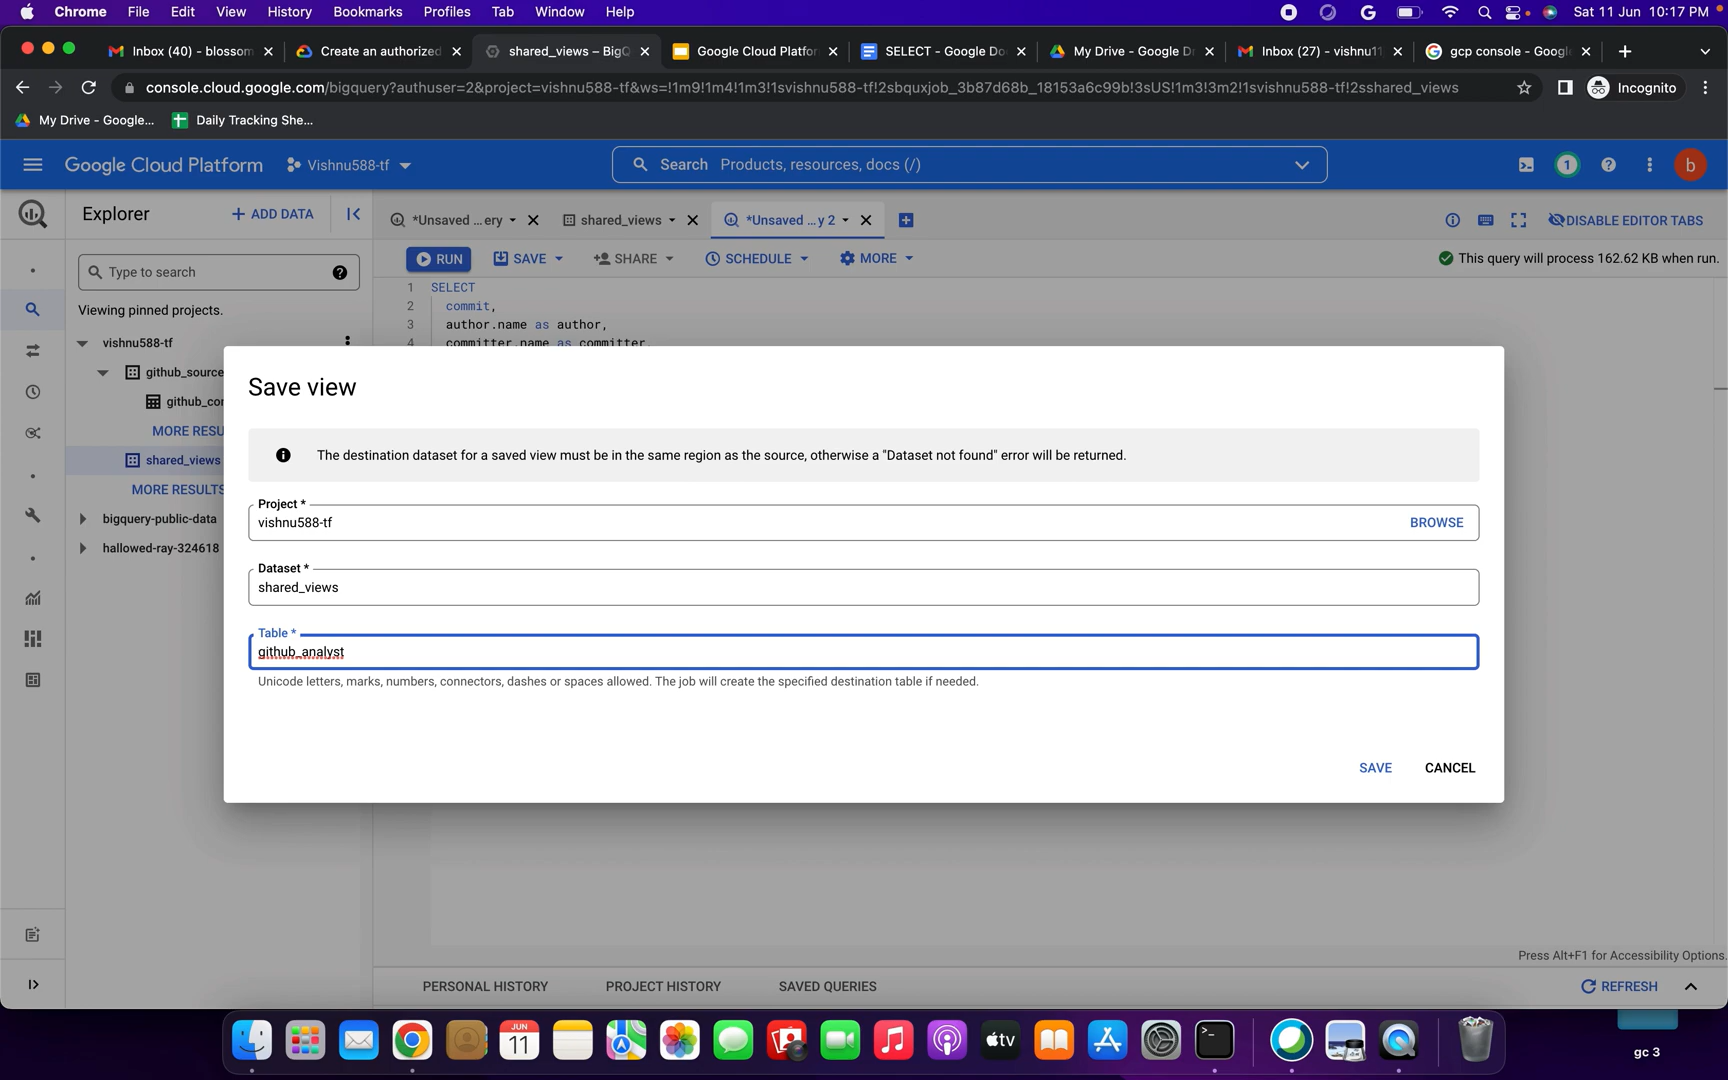 Chrome File Edit View History Bookmarks Profiles Tab Window Help Sat 11 Jun 10:17 PM
Inbox (40) - blossom Create an authorized shared_views – BigQ Google Cloud Platfor SELECT - Google Do My Drive - Google Dr Inbox (27) - vishnu11 gcp console - Googl
console.cloud.google.com/bigquery?authuser=2&project=vishnu588-tf&ws=!1m9!1m4!1m3!1svishnu588-tf!2sbquxjob_3b87d68b_18153a6c99b!3sUS!1m3!3m2!1svishnu588-tf!2sshared_views Incognito
My Drive - Google... Daily Tracking She...
Google Cloud Platform Vishnu588-tf Search Products, resources, docs (/) 1 b
Explorer + ADD DATA *Unsaved ...ery shared_views *Unsaved ...y 2 DISABLE EDITOR TABS
RUN SAVE SHARE SCHEDULE MORE This query will process 162.62 KB when run.
Type to search
Viewing pinned projects.
vishnu588-tf
github_source
github_cor
MORE RESU
shared_views
MORE RESULTS
bigquery-public-data
hallowed-ray-324618
1 SELECT
2 commit,
3 author.name as author,
4 committer.name as committer,
Save view
The destination dataset for a saved view must be in the same region as the source, otherwise a "Dataset not found" error will be returned.
Project *
vishnu588-tf BROWSE
Dataset *
shared_views
Table *
github_analyst
Unicode letters, marks, numbers, connectors, dashes or spaces allowed. The job will create the specified destination table if needed.
SAVE CANCEL
Press Alt+F1 for Accessibility Options.
PERSONAL HISTORY PROJECT HISTORY SAVED QUERIES REFRESH
JUN
11
tv
gc 3